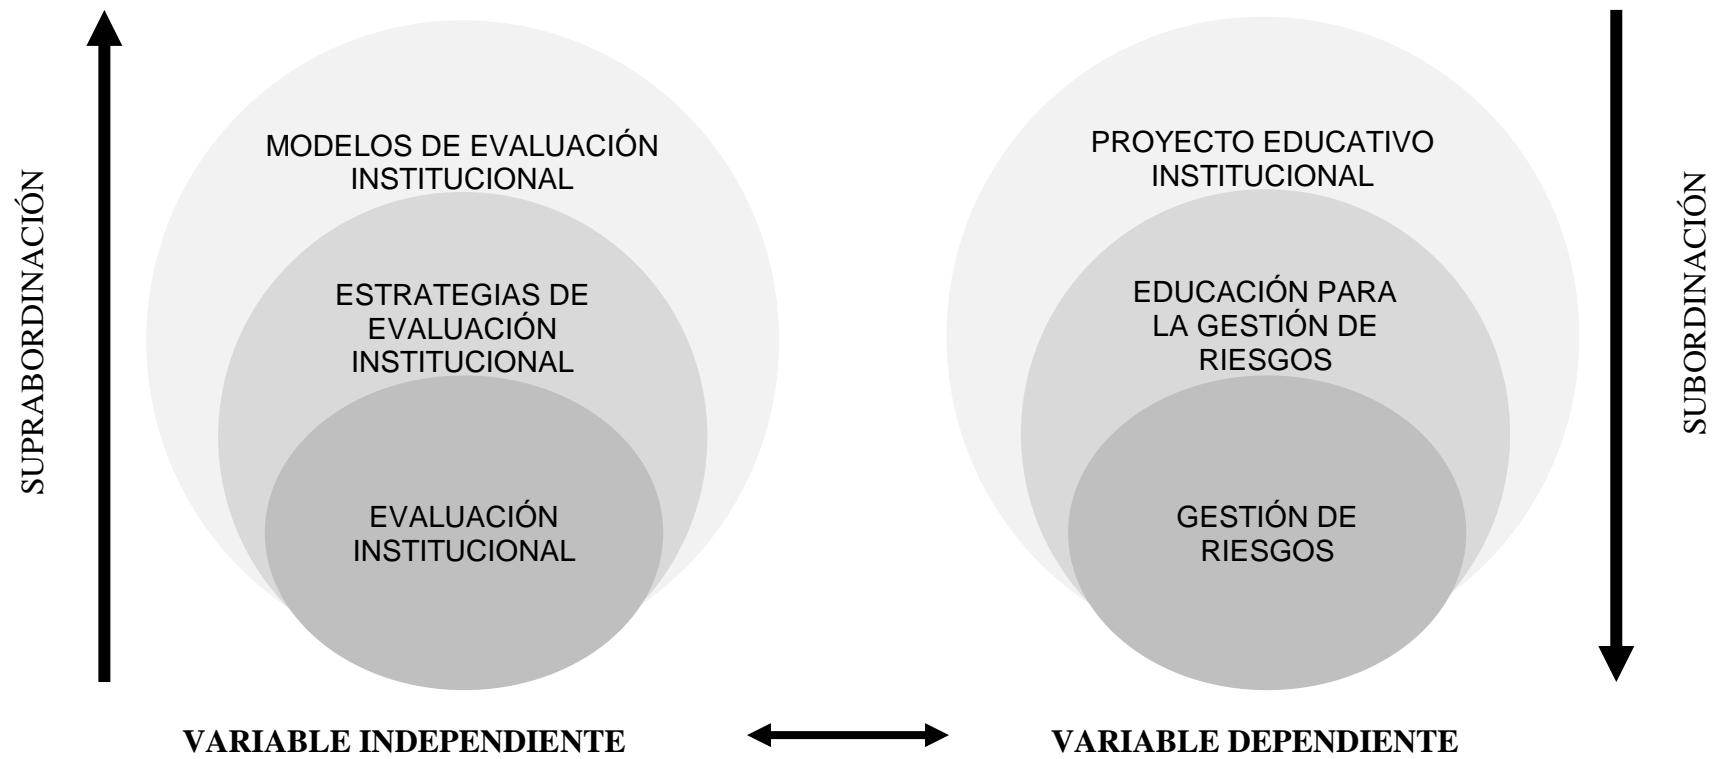 SUPRABORDINACIÓN
MODELOS DE EVALUACIÓN
INSTITUCIONAL
ESTRATEGIAS DE
EVALUACIÓN
INSTITUCIONAL
EVALUACIÓN
INSTITUCIONAL
PROYECTO EDUCATIVO
INSTITUCIONAL
EDUCACIÓN PARA
LA GESTIÓN DE
RIESGOS
GESTIÓN DE
RIESGOS
SUBORDINACIÓN
VARIABLE INDEPENDIENTE
VARIABLE DEPENDIENTE